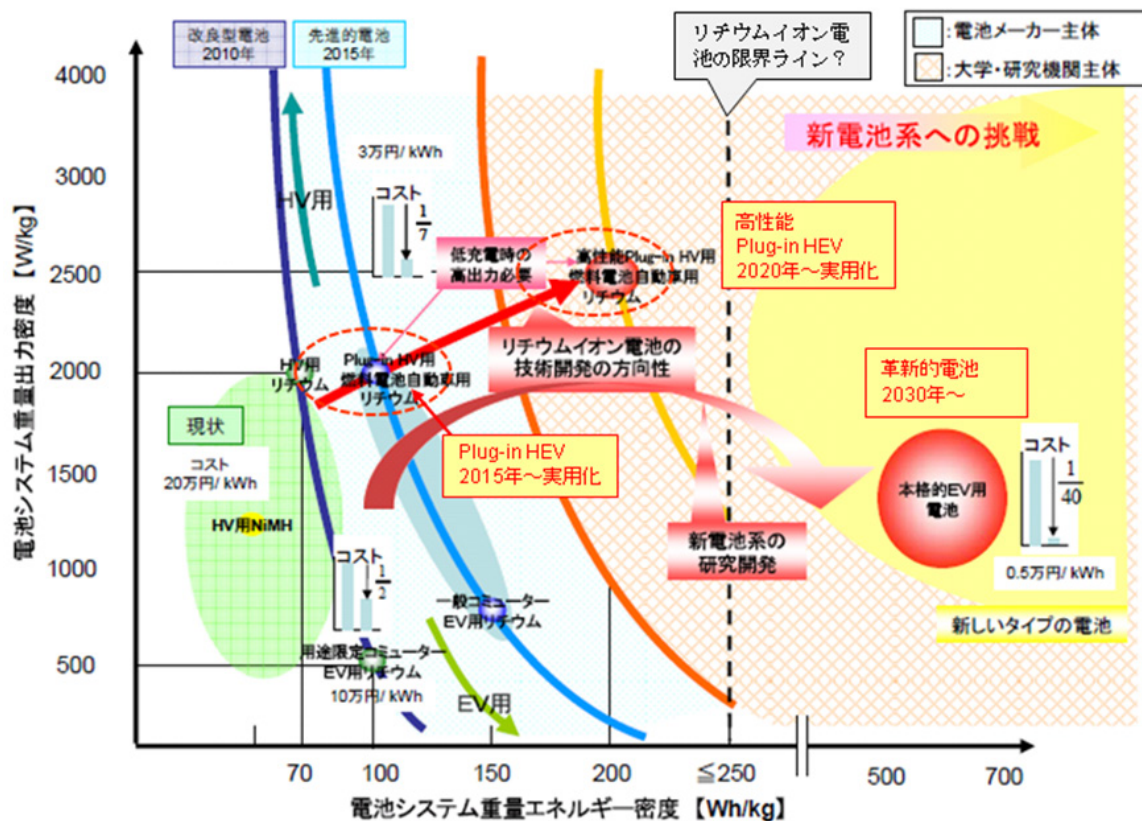 改良型電池
2010年
先進的電池
2015年
リチウムイオン電
池の限界ライン？
:電池メーカー主体
:大学・研究機関主体
電池システム重量出力密度 【W/kg】
4000
3000
2500
2000
1500
1000
500
HV用
3万円/ kWh
コスト
1
7
低充電時の
高出力必要
高性能Plug-in HV用
燃料電池自動車用
リチウム
新電池系への挑戦
高性能
Plug-in HEV
2020年～実用化
リチウムイオン電池の
技術開発の方向性
HV用
リチウム
Plug-in HV用
燃料電池自動車用
リチウム
現状
コスト
20万円/ kWh
HV用NiMH
Plug-in HEV
2015年～実用化
革新的電池
2030年～
本格的EV用
電池
コスト
1
40
0.5万円/ kWh
新電池系の
研究開発
新しいタイプの電池
コスト
1
2
一般コミューター
EV用リチウム
用途限定コミューター
EV用リチウム
10万円/ kWh
EV用
70
100
150
200
≦250
500
700
電池システム重量エネルギー密度 【Wh/kg】